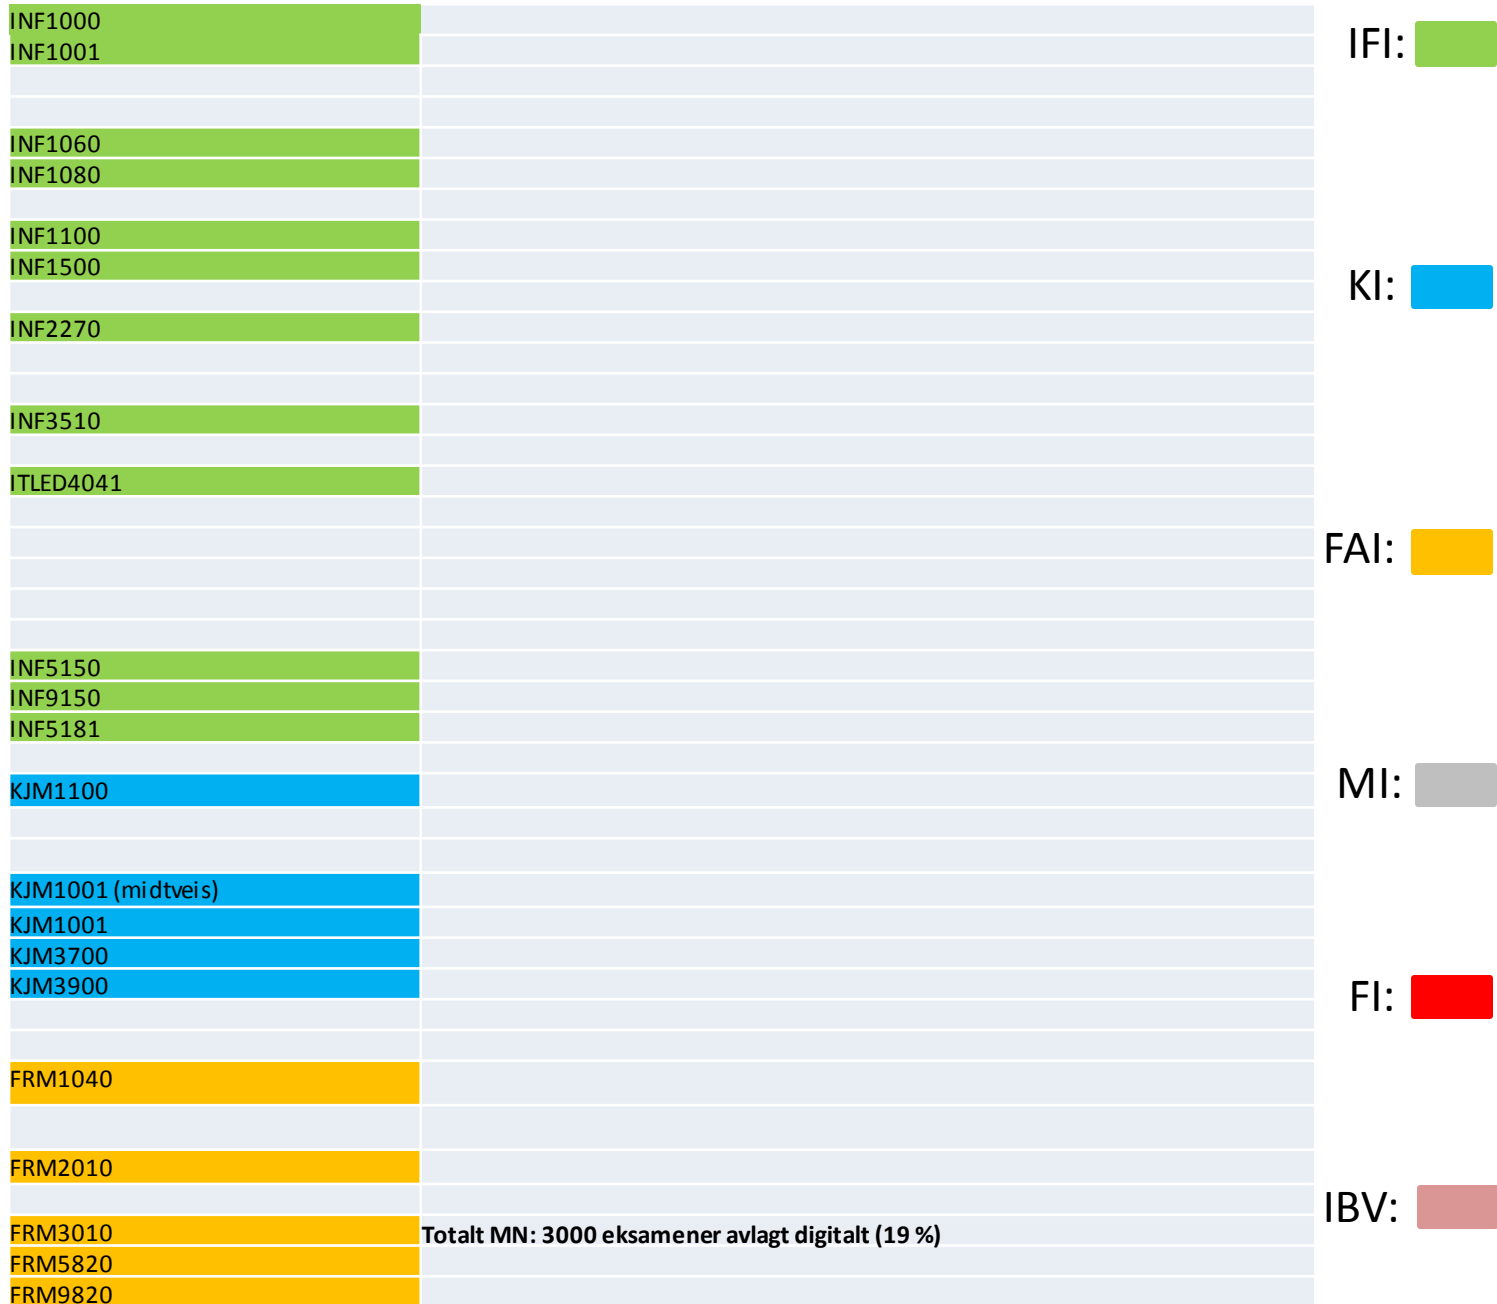 INF1000
INF1001
IFI:
INF1060
INF1080
INF1100
INF1500
KI:
INF2270
INF3510
ITLED4041
FAI:
INF5150
INF9150
INF5181
MI:
KJM1100
KJM1001 (midtveis)
KJM1001
KJM3700
KJM3900
FI:
FRM1040
FRM2010
IBV:
FRM3010 Totalt MN: 3000 eksamener avlagt digitalt (19 %)
FRM5820
FRM9820